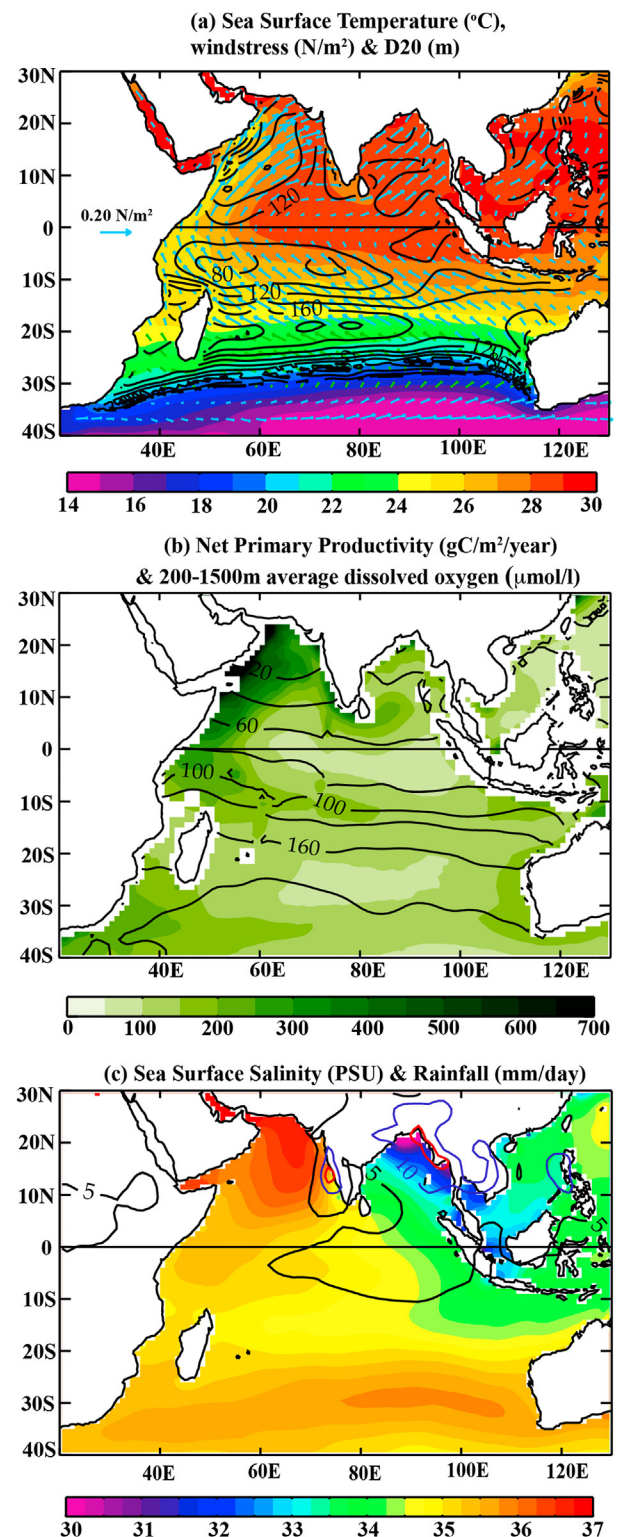 (a) Sea Surface Temperature (°C),
windstress (N/m²) & D20 (m)
30N
20N
10N
0
10S
20S
30S
40S
0.20 N/m²
120
80
120
160
120
40E 60E 80E 100E 120E
14 16 18 20 22 24 26 28 30
(b) Net Primary Productivity (gC/m²/year)
& 200-1500m average dissolved oxygen (μmol/l)
30N
20N
10N
0
10S
20S
30S
40S
20
60
100
100
160
40E 60E 80E 100E 120E
0 100 200 300 400 500 600 700
(c) Sea Surface Salinity (PSU) & Rainfall (mm/day)
30N
20N
10N
0
10S
20S
30S
40S
5
10
5
5
40E 60E 80E 100E 120E
30 31 32 33 34 35 36 37